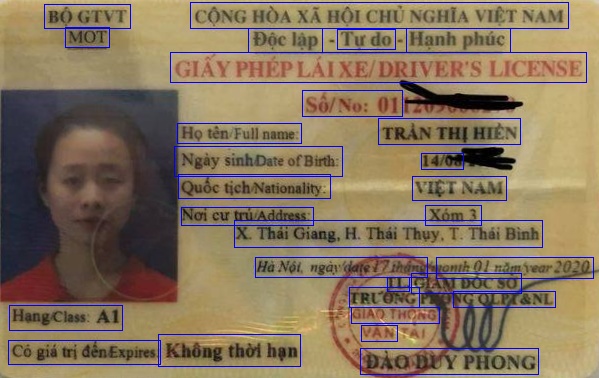 BỘ GTVT
MOT
CỘNG HÒA XÃ HỘI CHỦ NGHĨA VIỆT NAM
Độc lập - Tự do - Hạnh phúc
GIẤY PHÉP LÁI XE/DRIVER'S LICENSE
Số/No: 01
Họ tên/Full name: TRẦN THỊ HIỀN
Ngày sinh/Date of Birth: 14/08
Quốc tịch/Nationality: VIỆT NAM
Nơi cư trú/Address: Xóm 3
X. Thái Giang, H. Thái Thụy, T. Thái Bình
Hà Nội, ngày/date 17 tháng/month 01 năm/year 2020
TL. GIÁM ĐỐC SỞ
TRƯỞNG PHÒNG QLPT&NL
GIAO THÔNG
VẬN TẢI
Hạng/Class: A1
Có giá trị đến/Expires: Không thời hạn
ĐÀO DUY PHONG